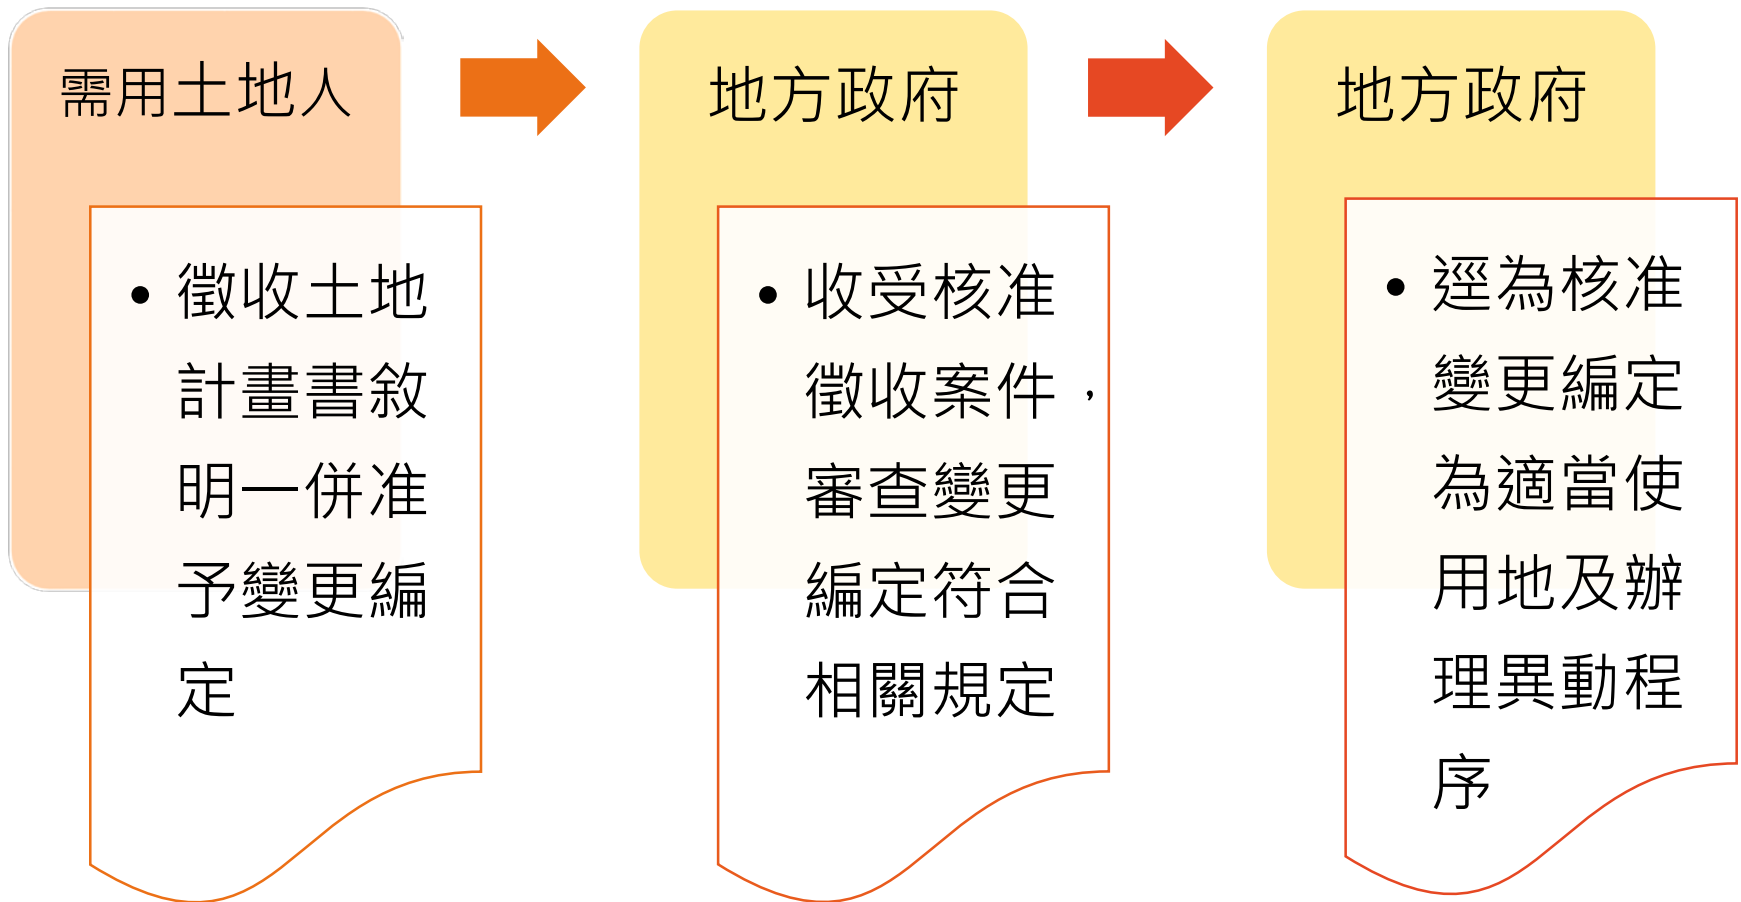 需用土地人
• 徵收土地
計畫書敘
明一併准
予變更編
定
地方政府
• 收受核准
徵收案件，
審查變更
編定符合
相關規定
地方政府
• 逕為核准
變更編定
為適當使
用地及辦
理異動程
序